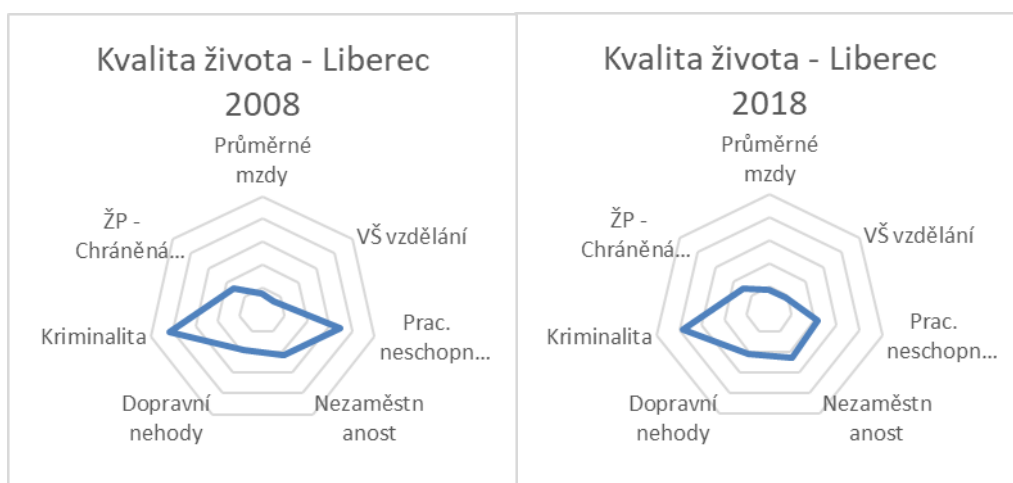 Kvalita života - Liberec
2008
Průměrné
mzdy
VŠ vzdělání
Prac.
neschopn...
Nezaměstn
anost
Dopravní
nehody
Kriminalita
ŽP -
Chráněná...
Kvalita života - Liberec
2018
Průměrné
mzdy
VŠ vzdělání
Prac.
neschopn...
Nezaměstn
anost
Dopravní
nehody
Kriminalita
ŽP -
Chráněná...